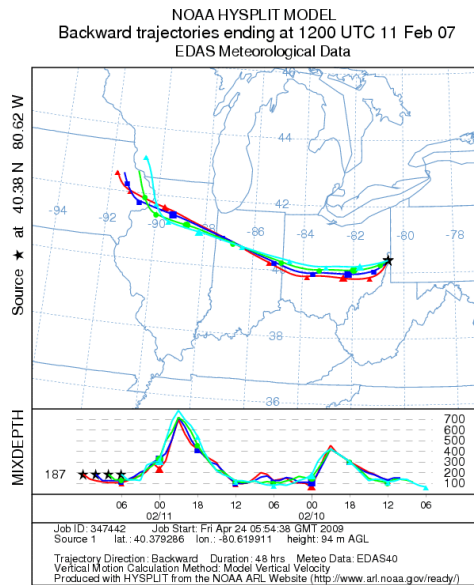 NOAA HYSPLIT MODEL
Backward trajectories ending at 1200 UTC 11 Feb 07
EDAS Meteorological Data
Source ★ at 40.38 N 80.62 W
44
42
-94
-92
-90
-88
-86
-84
-82
-80
-78
40
38
36
MIXDEPTH
187
700
600
500
400
300
200
100
06 00 18 12 06 00 18 12 06
02/11 02/10
Job ID: 347442 Job Start: Fri Apr 24 05:54:38 GMT 2009
Source 1 lat.: 40.379286 lon.: -80.619911 height: 94 m AGL
Trajectory Direction: Backward Duration: 48 hrs Meteo Data: EDAS40
Vertical Motion Calculation Method: Model Vertical Velocity
Produced with HYSPLIT from the NOAA ARL Website (http://www.arl.noaa.gov/ready/)